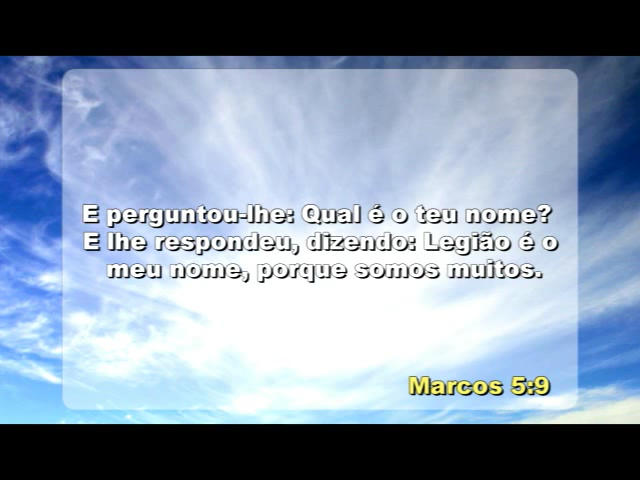 E perguntou-lhe: Qual é o teu nome?
E lhe respondeu, dizendo: Legião é o
meu nome, porque somos muitos.
Marcos 5:9